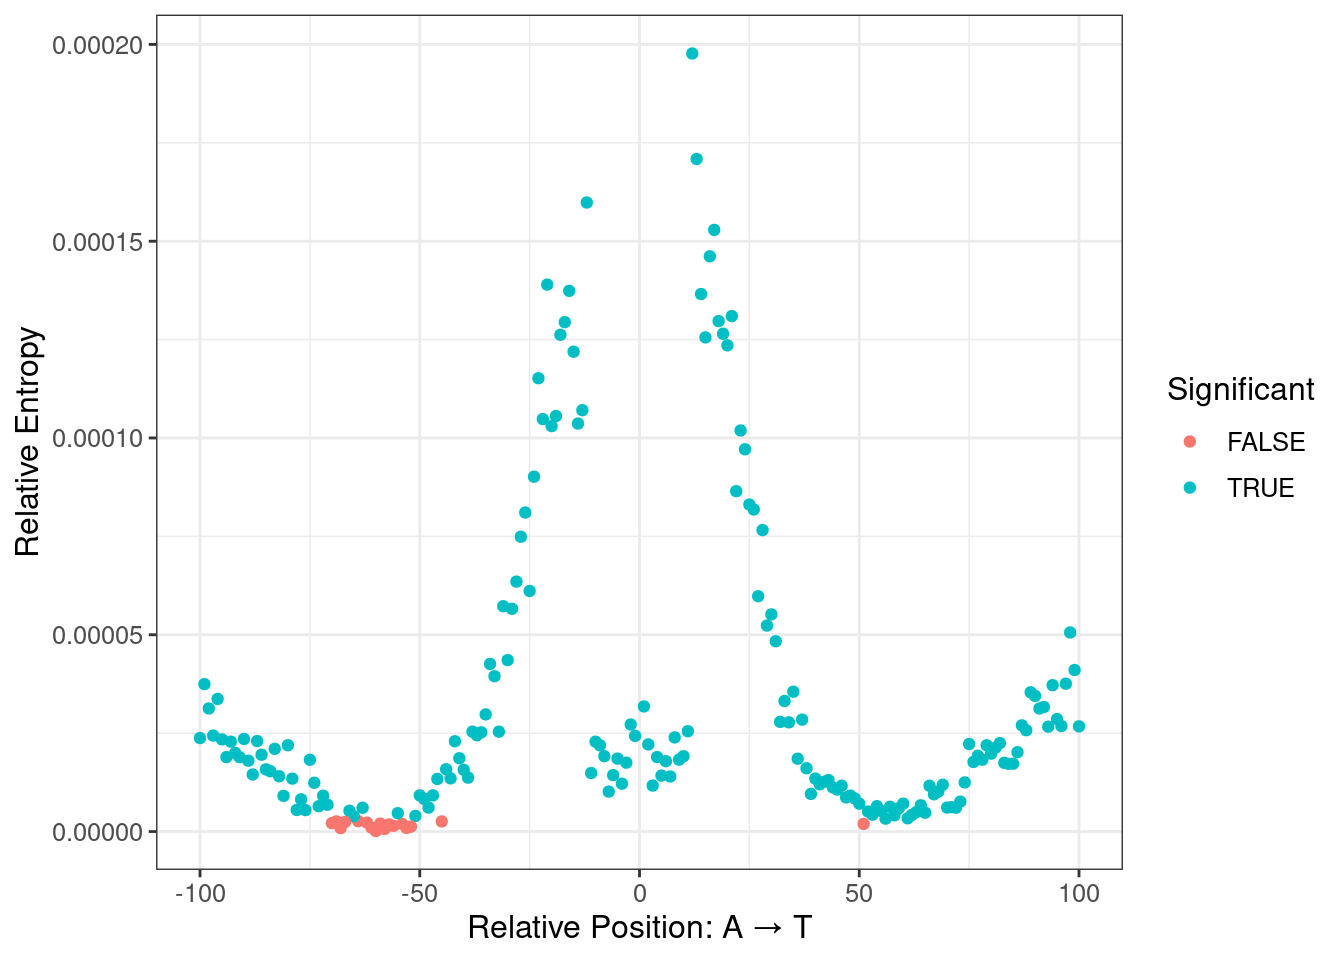 0.00020
0.00015
0.00010
0.00005
0.00000
Relative Entropy
-100 -50 0 50 100
Relative Position: A → T
Significant
FALSE
TRUE